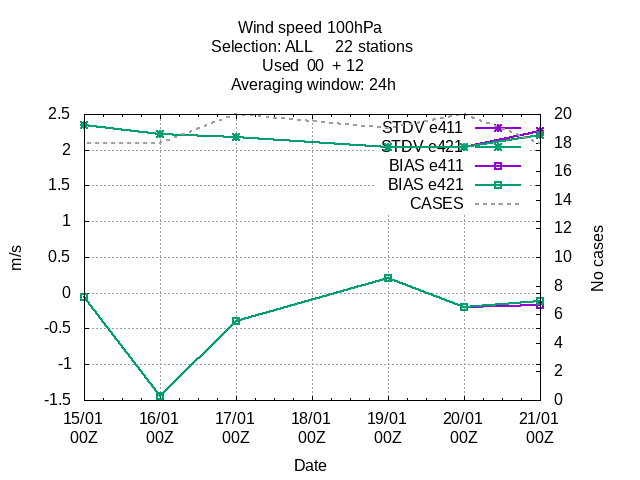 Wind speed 100hPa
Selection: ALL     22 stations
Used  00  + 12
Averaging window: 24h
2.5
2
1.5
1
0.5
0
-0.5
-1
-1.5
m/s
20
18
16
14
12
10
8
6
4
2
0
No cases
STDV e411
STDV e421
BIAS e411
BIAS e421
CASES
15/01 16/01 17/01 18/01 19/01 20/01 21/01
00Z 00Z 00Z 00Z 00Z 00Z 00Z
Date